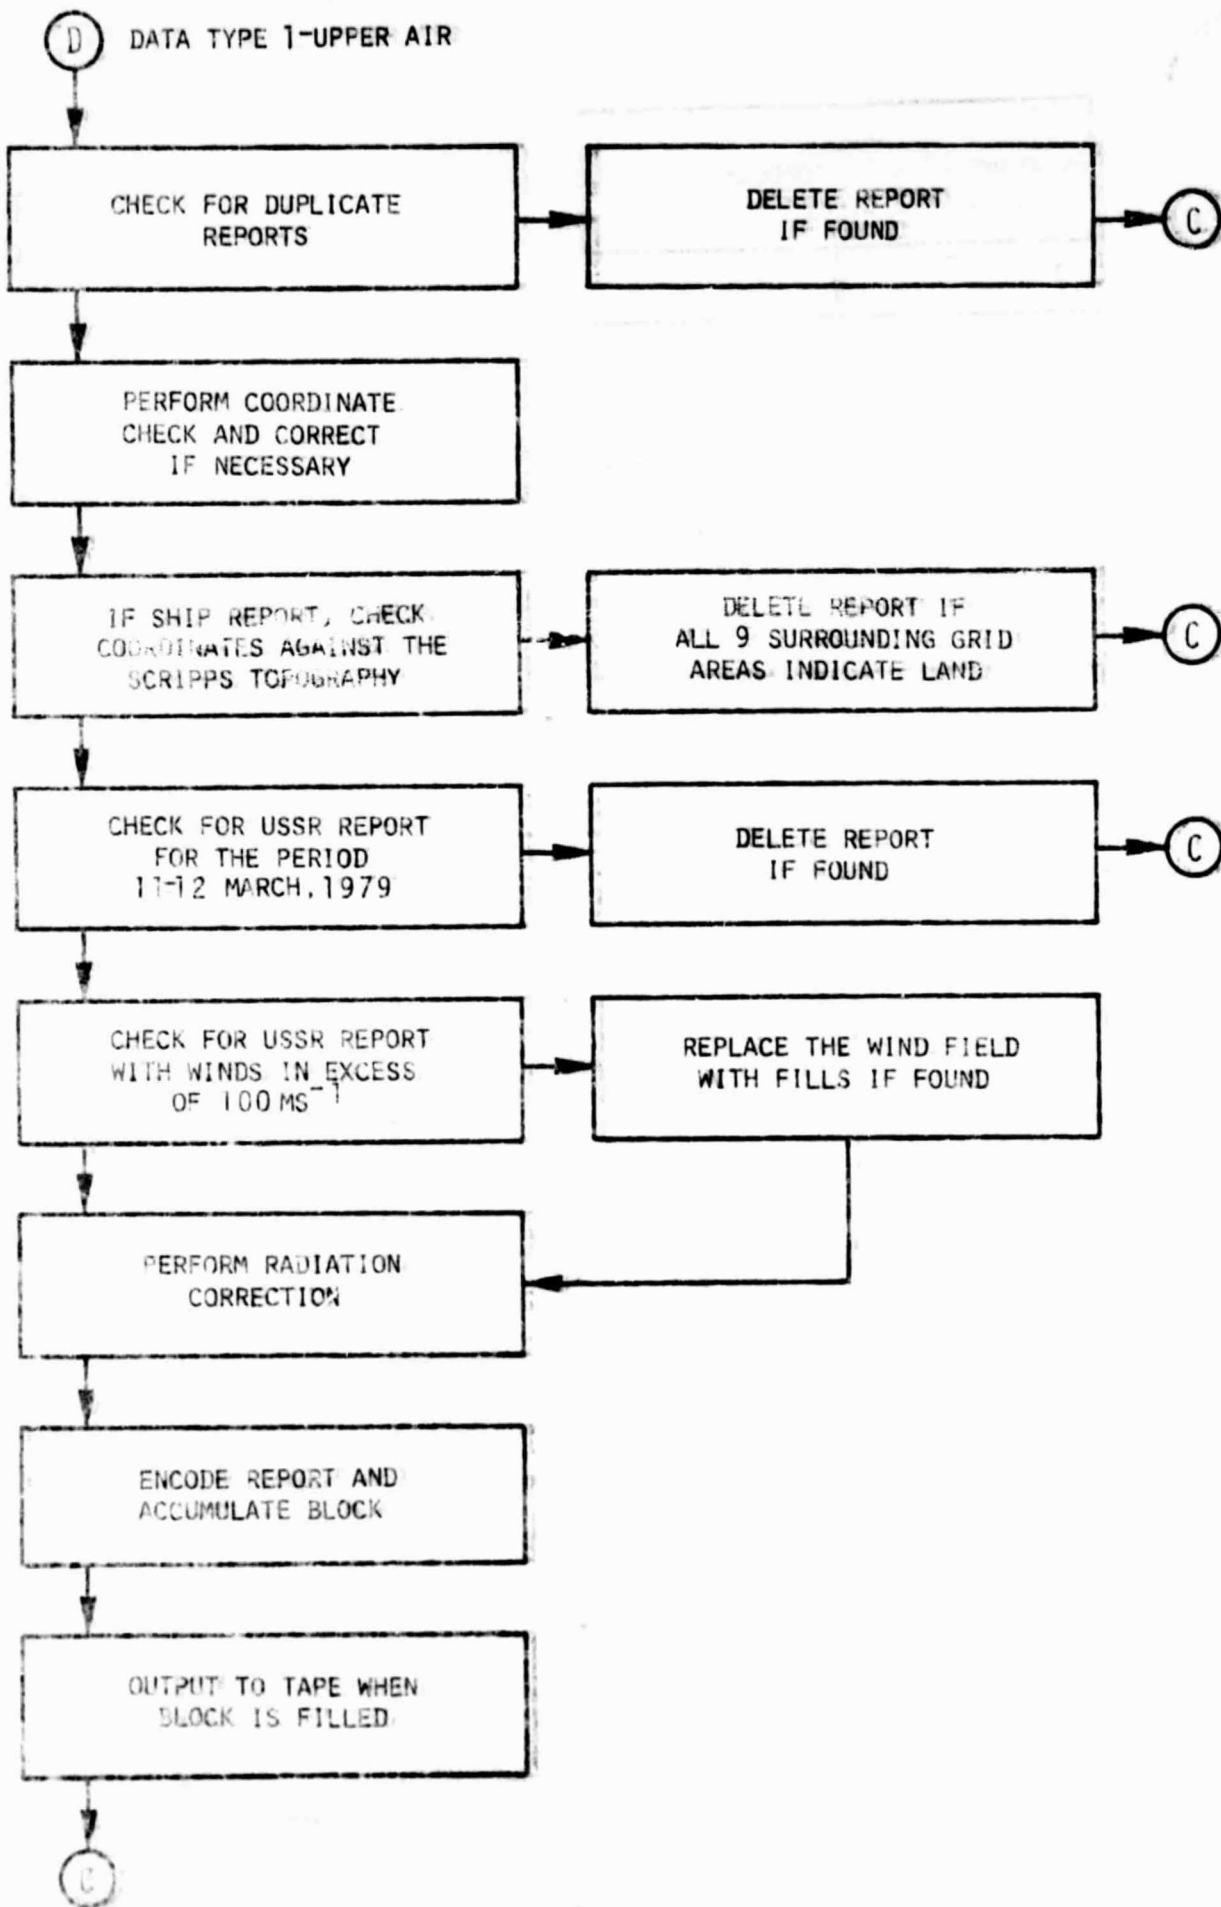 D DATA TYPE 1-UPPER AIR
CHECK FOR DUPLICATE
REPORTS
DELETE REPORT
IF FOUND
C
PERFORM COORDINATE
CHECK AND CORRECT
IF NECESSARY
IF SHIP REPORT, CHECK
COORDINATES AGAINST THE
SCRIPPS TOPOGRAPHY
DELETE REPORT IF
ALL 9 SURROUNDING GRID
AREAS INDICATE LAND
C
CHECK FOR USSR REPORT
FOR THE PERIOD
11-12 MARCH, 1979
DELETE REPORT
IF FOUND
C
CHECK FOR USSR REPORT
WITH WINDS IN EXCESS
OF 100 MS⁻¹
REPLACE THE WIND FIELD
WITH FILLS IF FOUND
PERFORM RADIATION
CORRECTION
ENCODE REPORT AND
ACCUMULATE BLOCK
OUTPUT TO TAPE WHEN
BLOCK IS FILLED
C